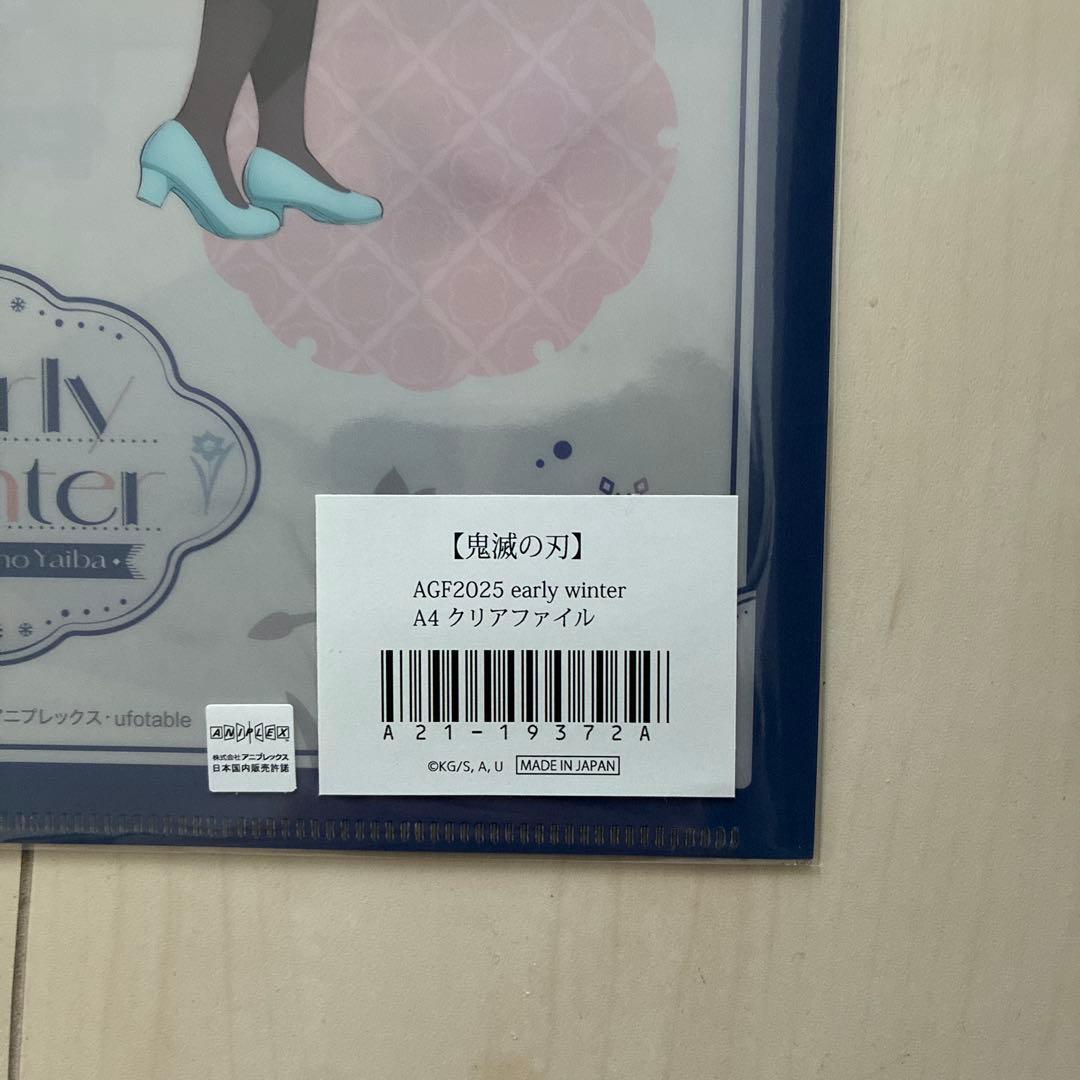 rly
nter
no Yaiba
アニプレックス・ufotable
ANIPLEX
株式会社アニプレックス
日本国内販売許諾
【鬼滅の刃】
AGF2025 early winter
A4 クリアファイル
A21-19372A
©KG/S, A, U MADE IN JAPAN